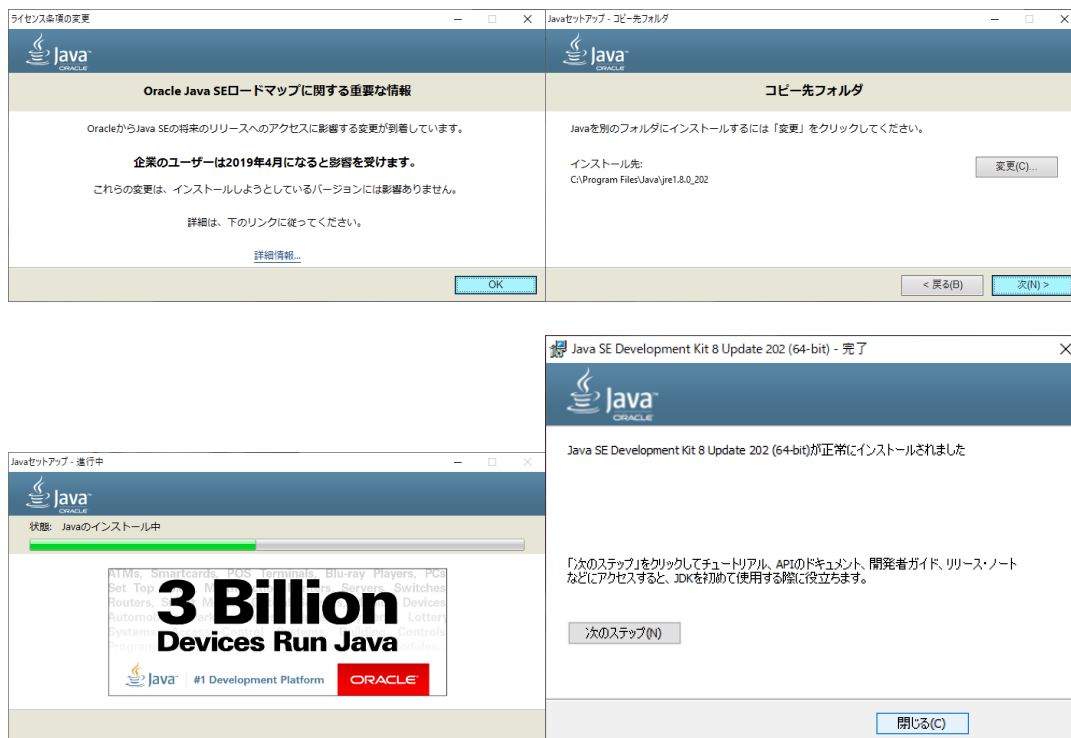 ライセンス条項の変更
Java
ORACLE
Oracle Java SEロードマップに関する重要な情報
OracleからJava SEの将来のリリースへのアクセスに影響する変更が到着しています。
企業のユーザーは2019年4月になると影響を受けます。
これらの変更は、インストールしようとしているバージョンには影響ありません。
詳細は、下のリンクに従ってください。
詳細情報...
OK
Javaセットアップ - コピー先フォルダ
Java
ORACLE
コピー先フォルダ
Javaを別のフォルダにインストールするには「変更」をクリックしてください。
インストール先:
変更(C)...
C:\Program Files\Java\jre1.8.0_202
< 戻る(B)
次(N) >
Javaセットアップ - 進行中
Java
ORACLE
状態: Javaのインストール中
ATMs, Smartcards, POS Terminals, Blu-ray Players, PCs
Set Top
Servers, Switches
Routers,
Devices
Lottery
Systems
Access Control
Controls
3 Billion
Devices Run Java
Java
#1 Development Platform
ORACLE
Java SE Development Kit 8 Update 202 (64-bit) - 完了
Java
ORACLE
Java SE Development Kit 8 Update 202 (64-bit)が正常にインストールされました
「次のステップ」をクリックしてチュートリアル、APIのドキュメント、開発者ガイド、リリース・ノート
などにアクセスすると、JDKを初めて使用する際に役立ちます。
次のステップ(N)
閉じる(C)